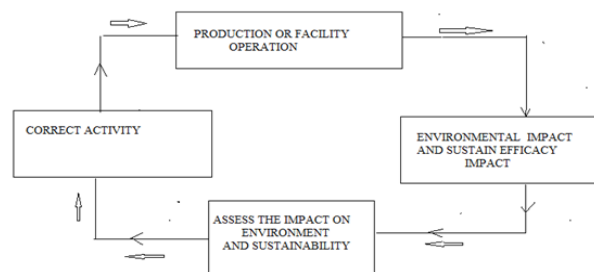 PRODUCTION OR FACILITY
OPERATION
CORRECT ACTIVITY
ENVIRONMENTAL IMPACT
AND SUSTAIN EFFICACY
IMPACT
ASSESS THE IMPACT ON
ENVIRONMENT
AND SUSTAINABILITY